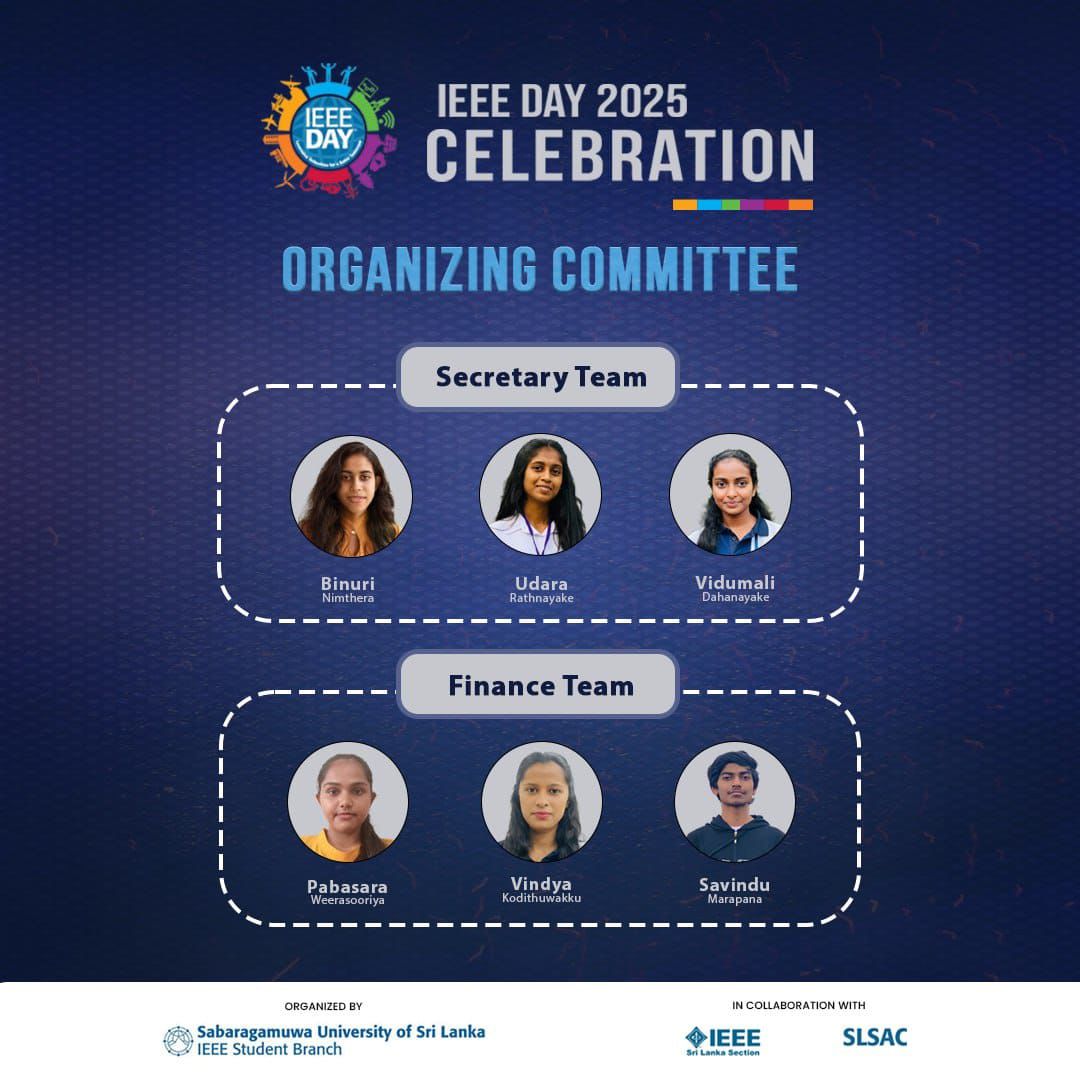 IEEE
DAY
IEEE DAY 2025
CELEBRATION
ORGANIZING COMMITTEE
Secretary Team
Binuri
Nimthera
Udara
Rathnayake
Vidumali
Dahanayake
Finance Team
Pabasara
Weerasooriya
Vindya
Kodithuwakku
Savindu
Marapana
ORGANIZED BY
Sabaragamuwa University of Sri Lanka
IEEE Student Branch
IN COLLABORATION WITH
IEEE
Sri Lanka Section
SLSAC